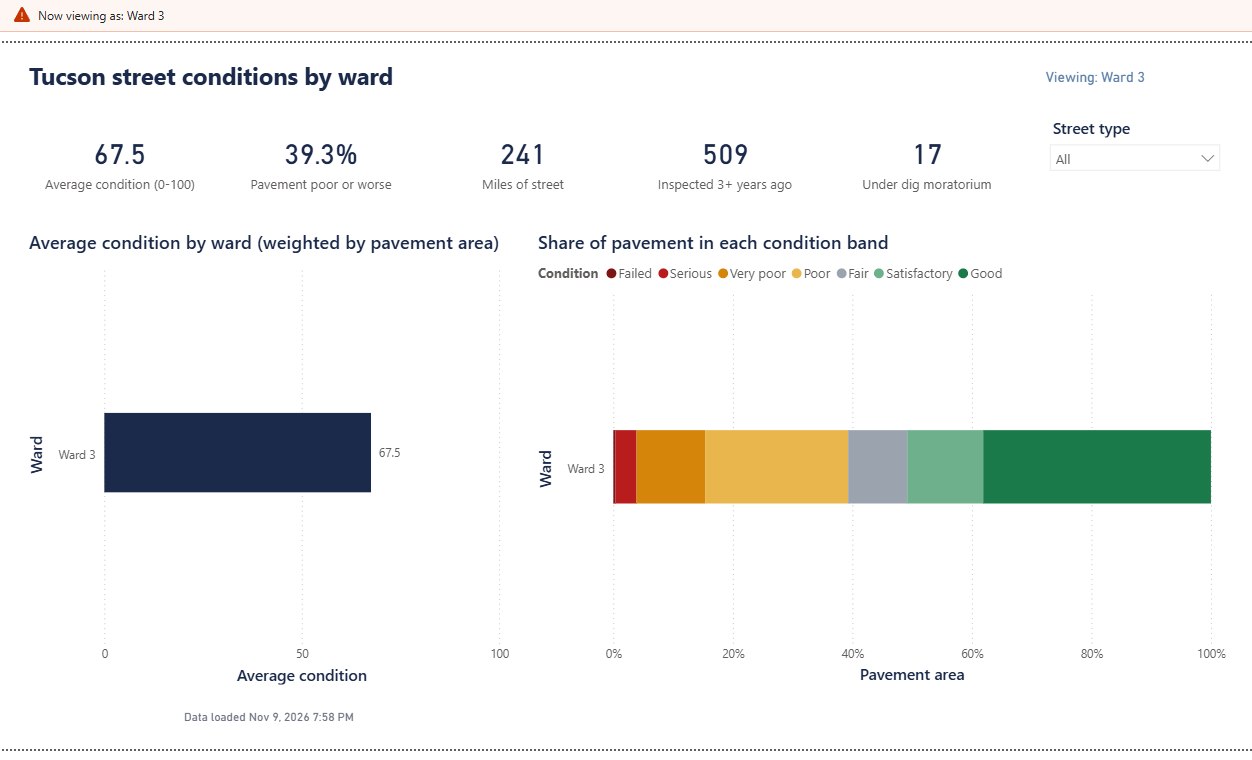 Now viewing as: Ward 3
Tucson street conditions by ward
Viewing: Ward 3
67.5
Average condition (0-100)
39.3%
Pavement poor or worse
241
Miles of street
509
Inspected 3+ years ago
17
Under dig moratorium
Street type
All
Average condition by ward (weighted by pavement area)
Ward
Ward 3
67.5
0 50 100
Average condition
Share of pavement in each condition band
Condition Failed Serious Very poor Poor Fair Satisfactory Good
Ward
Ward 3
0% 20% 40% 60% 80% 100%
Pavement area
Data loaded Nov 9, 2026 7:58 PM